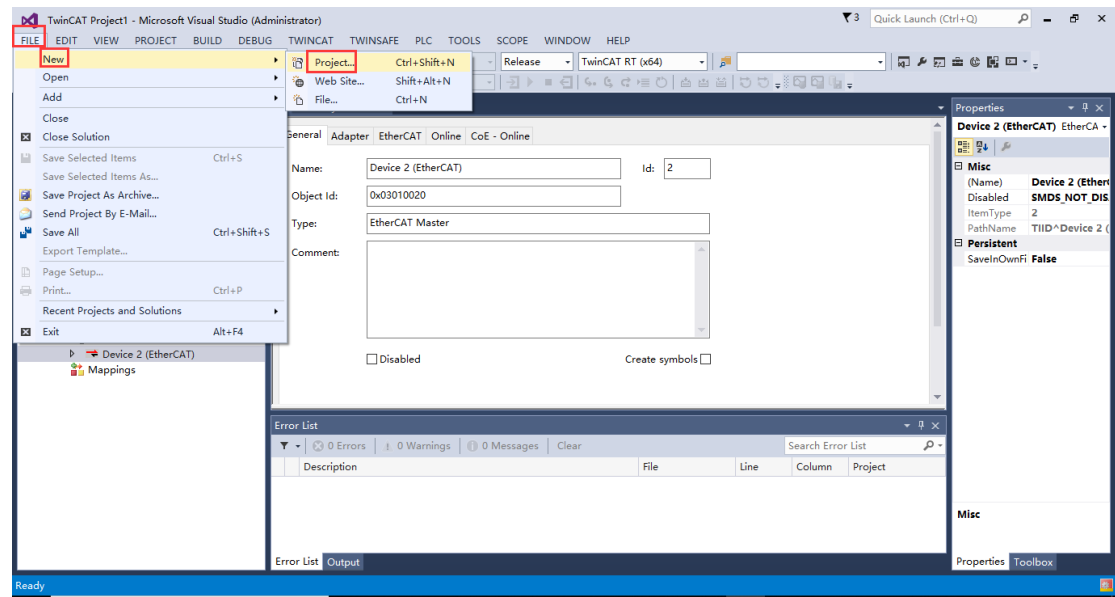 TwinCAT Project1 - Microsoft Visual Studio (Administrator)
3
Quick Launch (Ctrl+Q)
FILE EDIT VIEW PROJECT BUILD DEBUG TWINCAT TWINSAFE PLC TOOLS SCOPE WINDOW HELP
New
Open
Add
Close
Close Solution
Save Selected Items Ctrl+S
Save Selected Items As...
Save Project As Archive...
Send Project By E-Mail...
Save All Ctrl+Shift+S
Export Template...
Page Setup...
Print... Ctrl+P
Recent Projects and Solutions
Exit Alt+F4
Project... Ctrl+Shift+N
Web Site... Shift+Alt+N
File... Ctrl+N
Release
TwinCAT RT (x64)
Device 2 (EtherCAT)
Mappings
General Adapter EtherCAT Online CoE - Online
Name: Device 2 (EtherCAT) Id: 2
Object Id: 0x03010020
Type: EtherCAT Master
Comment:
Disabled Create symbols
Error List
0 Errors 0 Warnings 0 Messages Clear Search Error List
Description File Line Column Project
Error List Output
Properties
Device 2 (EtherCAT) EtherCA
Misc
(Name) Device 2 (Ether
Disabled SMDS_NOT_DIS
ItemType 2
PathName TIID^Device 2 (
Persistent
SaveInOwnFi False
Misc
Properties Toolbox
Ready